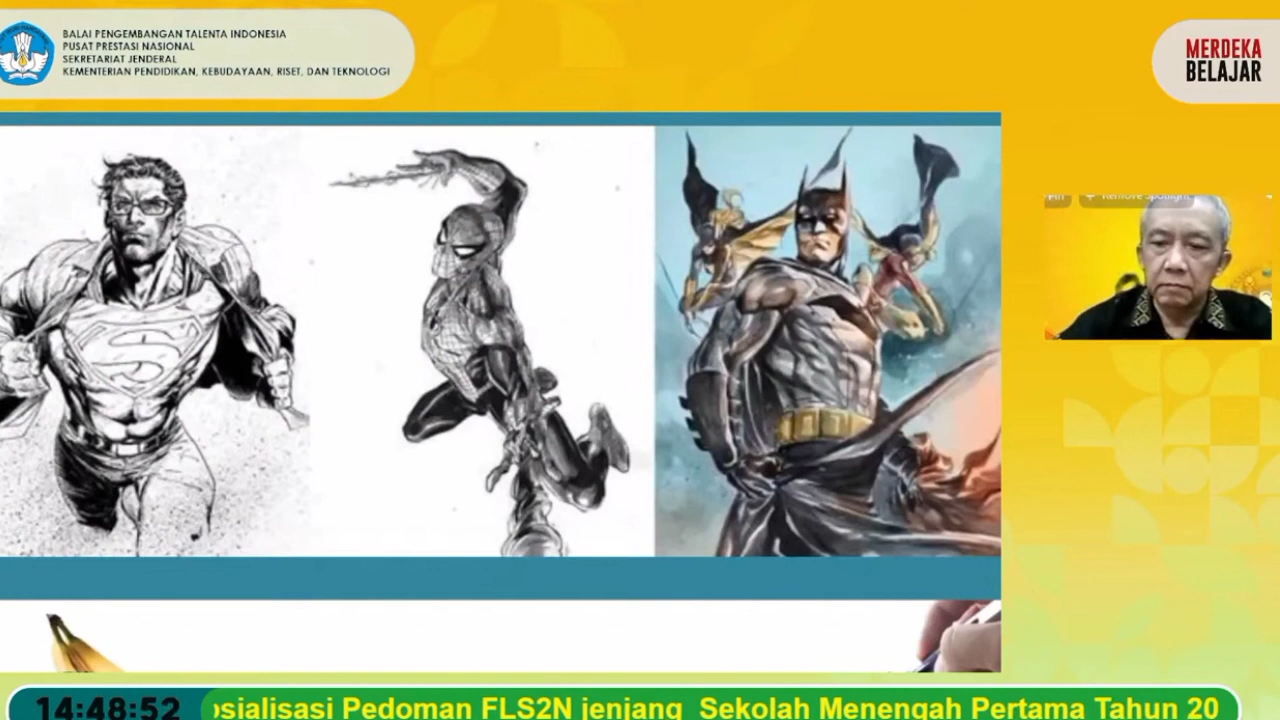 BALAI PENGEMBANGAN TALENTA INDONESIA
PUSAT PRESTASI NASIONAL
SEKRETARIAT JENDERAL
KEMENTERIAN PENDIDIKAN, KEBUDAYAAN, RISET, DAN TEKNOLOGI
MERDEKA
BELAJAR
Remove Spotlight
S
14:48:52
osialisasi Pedoman FLS2N jenjang Sekolah Menengah Pertama Tahun 20